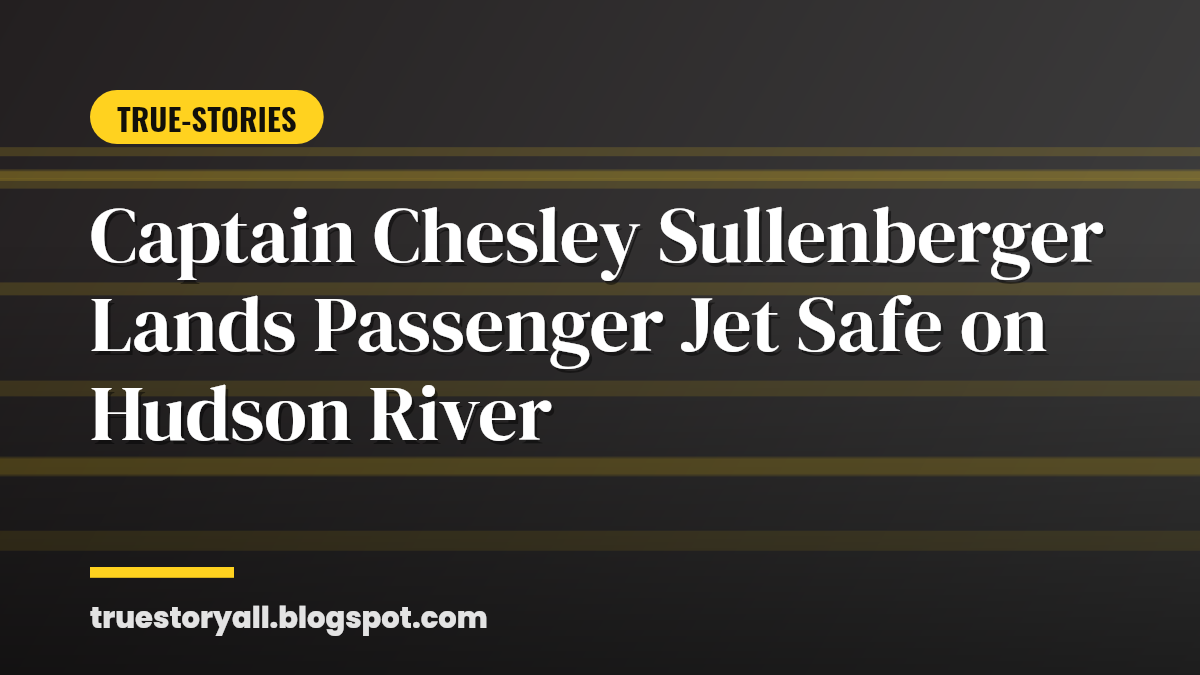 TRUE-STORIES
Captain Chesley Sullenberger
Lands Passenger Jet Safe on
Hudson River
truestoryall.blogspot.com